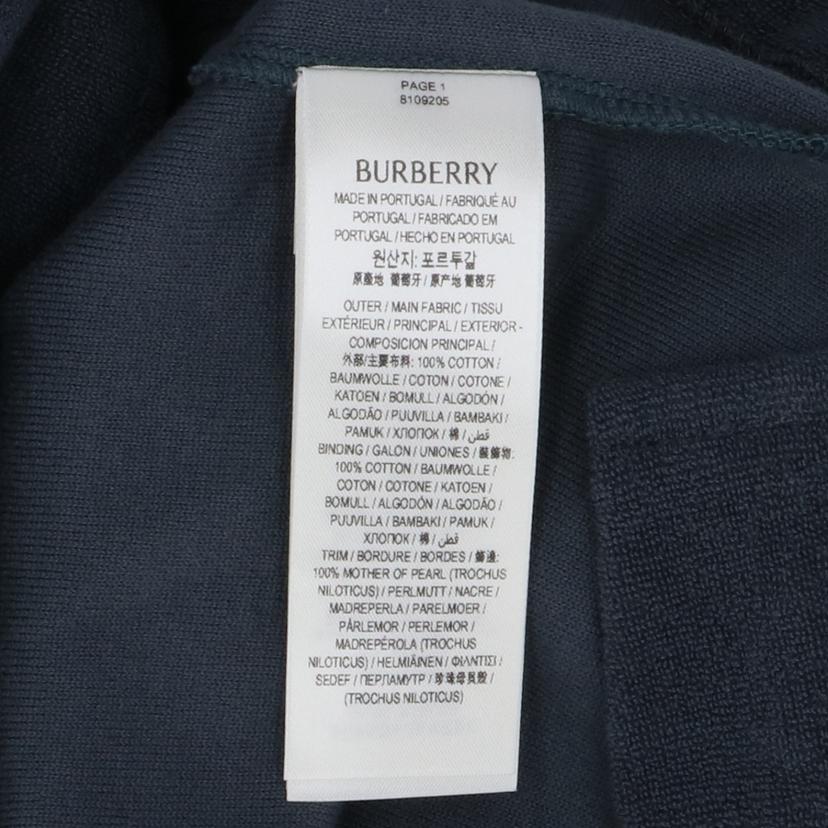 PAGE 1
8109205
BURBERRY
MADE IN PORTUGAL / FABRIQUÉ AU
PORTUGAL / FABRICADO EM
PORTUGAL / HECHO EN PORTUGAL
원산지: 포르투갈
原產地 葡萄牙 / 原产地 葡萄牙
OUTER / MAIN FABRIC / TISSU
EXTÉRIEUR / PRINCIPAL / EXTERIOR -
COMPOSICIÓN PRINCIPAL /
外部/主要布料: 100% COTTON /
BAUMWOLLE / COTON / COTONE /
KATOEN / BOMULL / ALGODÓN /
ALGODÃO / PUUVILLA / ΒΑΜΒΑΚΙ /
PAMUK / ХЛОПОК / 棉 / قطن
BINDING / GALON / UNIONES / 裝飾物:
100% COTTON / BAUMWOLLE /
COTON / COTONE / KATOEN /
BOMULL / ALGODÓN / ALGODÃO /
PUUVILLA / ΒΑΜΒΑΚΙ / PAMUK /
ХЛОПОК / 棉 / قطن
TRIM / BORDURE / BORDES / 飾邊:
100% MOTHER OF PEARL (TROCHUS
NILOTICUS) / PERLMUTT / NACRE /
MADREPERLA / PARELMOER /
PÄRLEMOR / PERLEMOR /
MADREPÉROLA (TROCHUS
NILOTICUS) / HELMIÄINEN / ΦΙΛΝΤΙΣΙ /
SEDEF / ПЕРЛАМУТР / 珍珠母貝殼 /
(TROCHUS NILOTICUS)